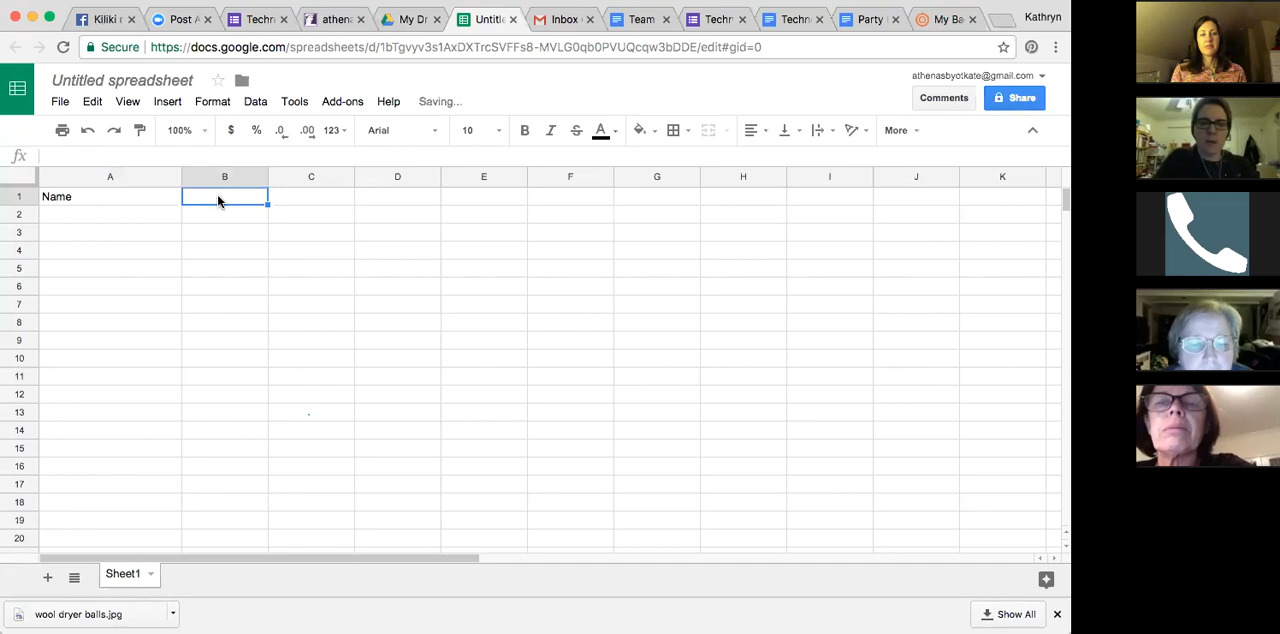 Kiliki r
Post A
Techn
athena
My Dr
Untitle
Inbox
Team
Techn
Techn
Party
My Ba
Kathryn
Secure
https://docs.google.com/spreadsheets/d/1bTgvyv3s1AxDXTrcSVFFs8-MVLG0qb0PVUQcqw3bDDE/edit#gid=0
Untitled spreadsheet
athenasbyotkate@gmail.com
File Edit View Insert Format Data Tools Add-ons Help Saving...
Comments
Share
100% $ % .0 .00 123 Arial 10 B I S A More
fx
A B C D E F G H I J K
1 Name
2
3
4
5
6
7
8
9
10
11
12
13
14
15
16
17
18
19
20
Sheet1
wool dryer balls.jpg
Show All